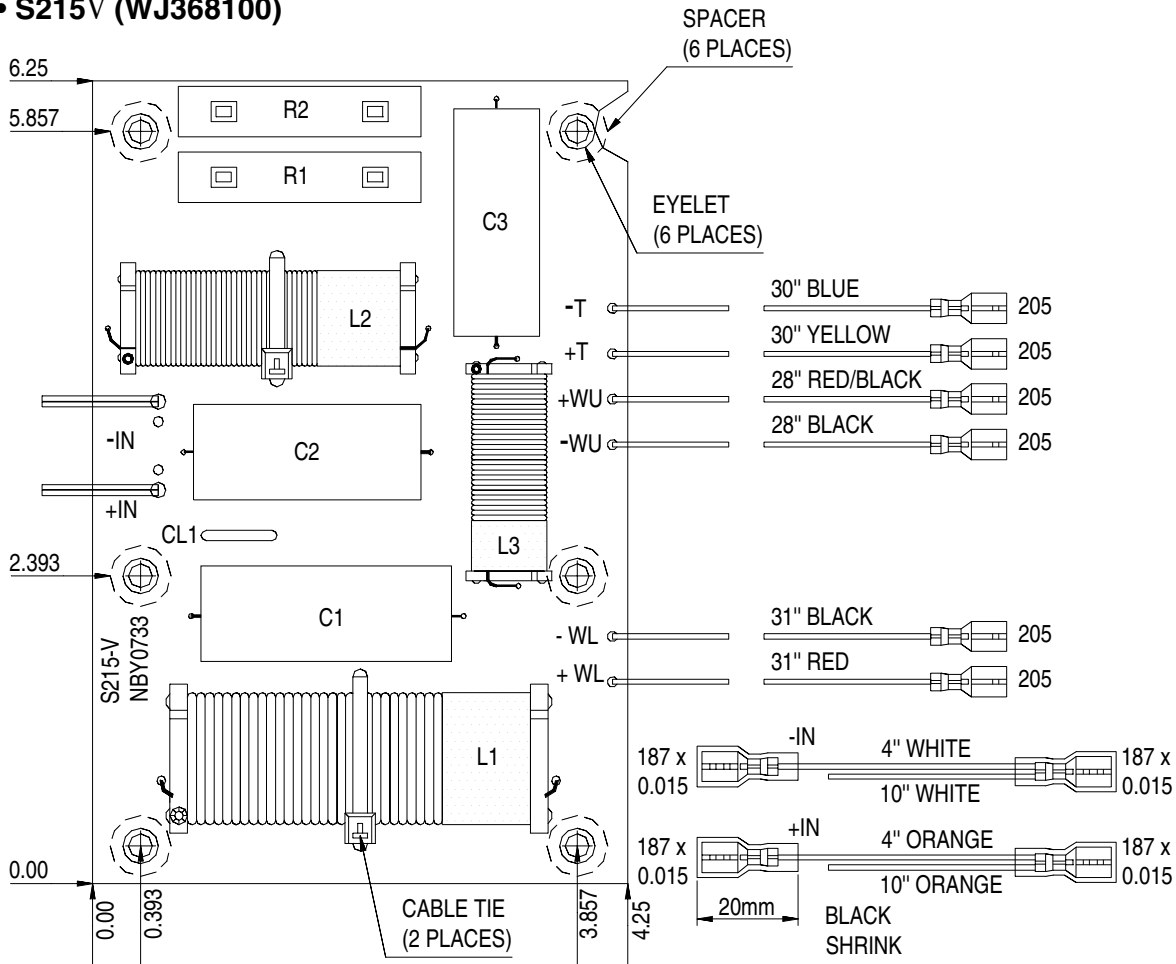 • S215V (WJ368100)
SPACER
(6 PLACES)
6.25
5.857
R2
R1
C3
EYELET
(6 PLACES)
L2
-T
30" BLUE
205
+T
30" YELLOW
205
+WU
28" RED/BLACK
205
-WU
28" BLACK
205
-IN
C2
+IN
CL1
L3
2.393
C1
S215-V
NBY0733
- WL
31" BLACK
205
+ WL
31" RED
205
L1
187 x
0.015
-IN
4" WHITE
10" WHITE
187 x
0.015
187 x
0.015
+IN
4" ORANGE
10" ORANGE
187 x
0.015
0.00
0.00
0.393
CABLE TIE
(2 PLACES)
3.857
4.25
20mm
BLACK
SHRINK